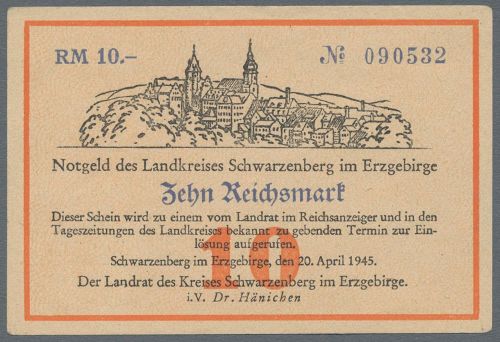 RM 10.– № 090532
Notgeld des Landkreises Schwarzenberg im Erzgebirge
Zehn Reichsmark
Dieser Schein wird zu einem vom Landrat im Reichsanzeiger und in den
Tageszeitungen des Landkreises bekannt zu gebenden Termin zur Ein-
lösung aufgerufen.
10
Schwarzenberg im Erzgebirge, den 20. April 1945.
Der Landrat des Kreises Schwarzenberg im Erzgebirge.
i.V. Dr. Hänichen